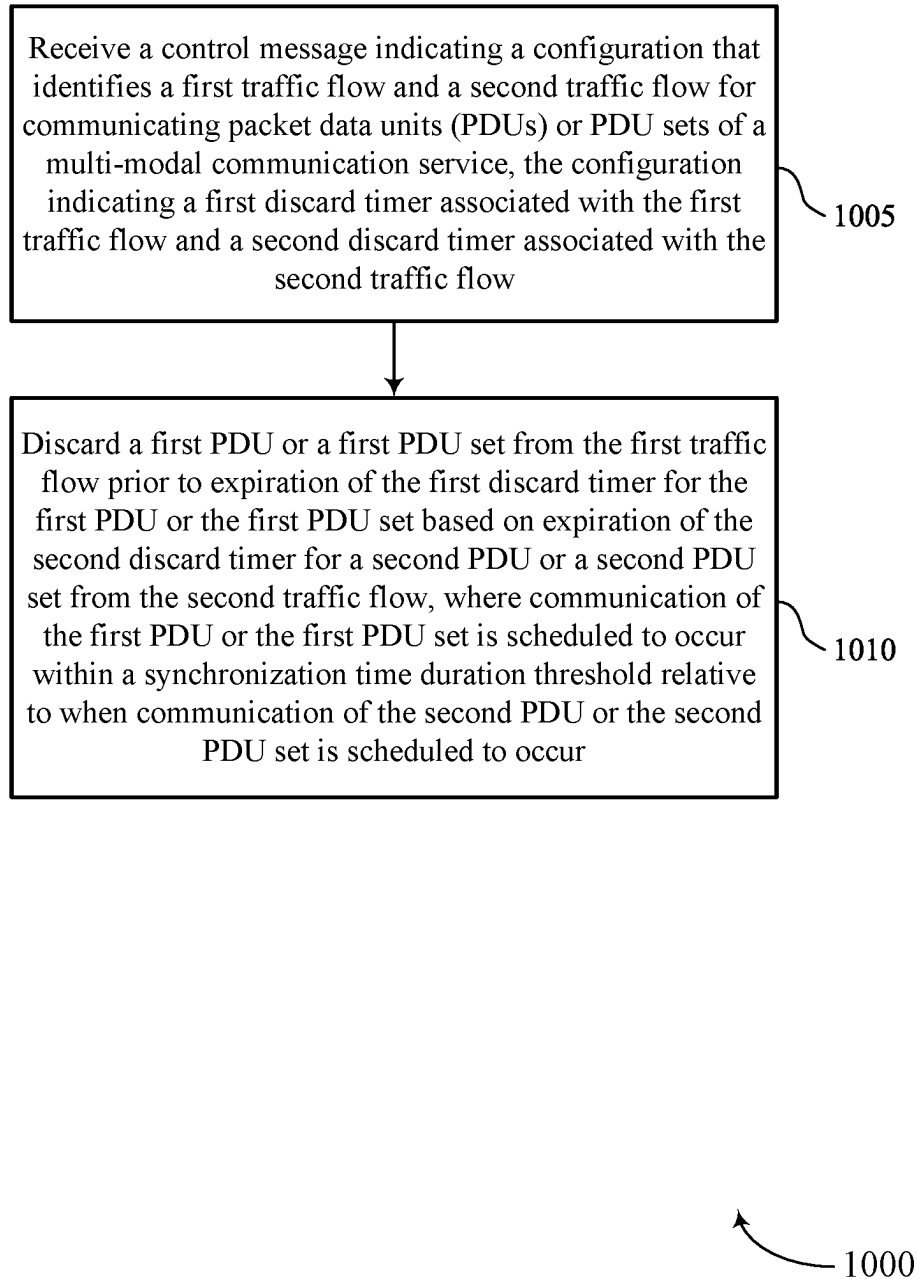 Receive a control message indicating a configuration that
identifies a first traffic flow and a second traffic flow for
communicating packet data units (PDUs) or PDU sets of a
multi-modal communication service, the configuration
indicating a first discard timer associated with the first
traffic flow and a second discard timer associated with the
second traffic flow
1005
Discard a first PDU or a first PDU set from the first traffic
flow prior to expiration of the first discard timer for the
first PDU or the first PDU set based on expiration of the
second discard timer for a second PDU or a second PDU
set from the second traffic flow, where communication of
the first PDU or the first PDU set is scheduled to occur
within a synchronization time duration threshold relative
to when communication of the second PDU or the second
PDU set is scheduled to occur
1010
1000